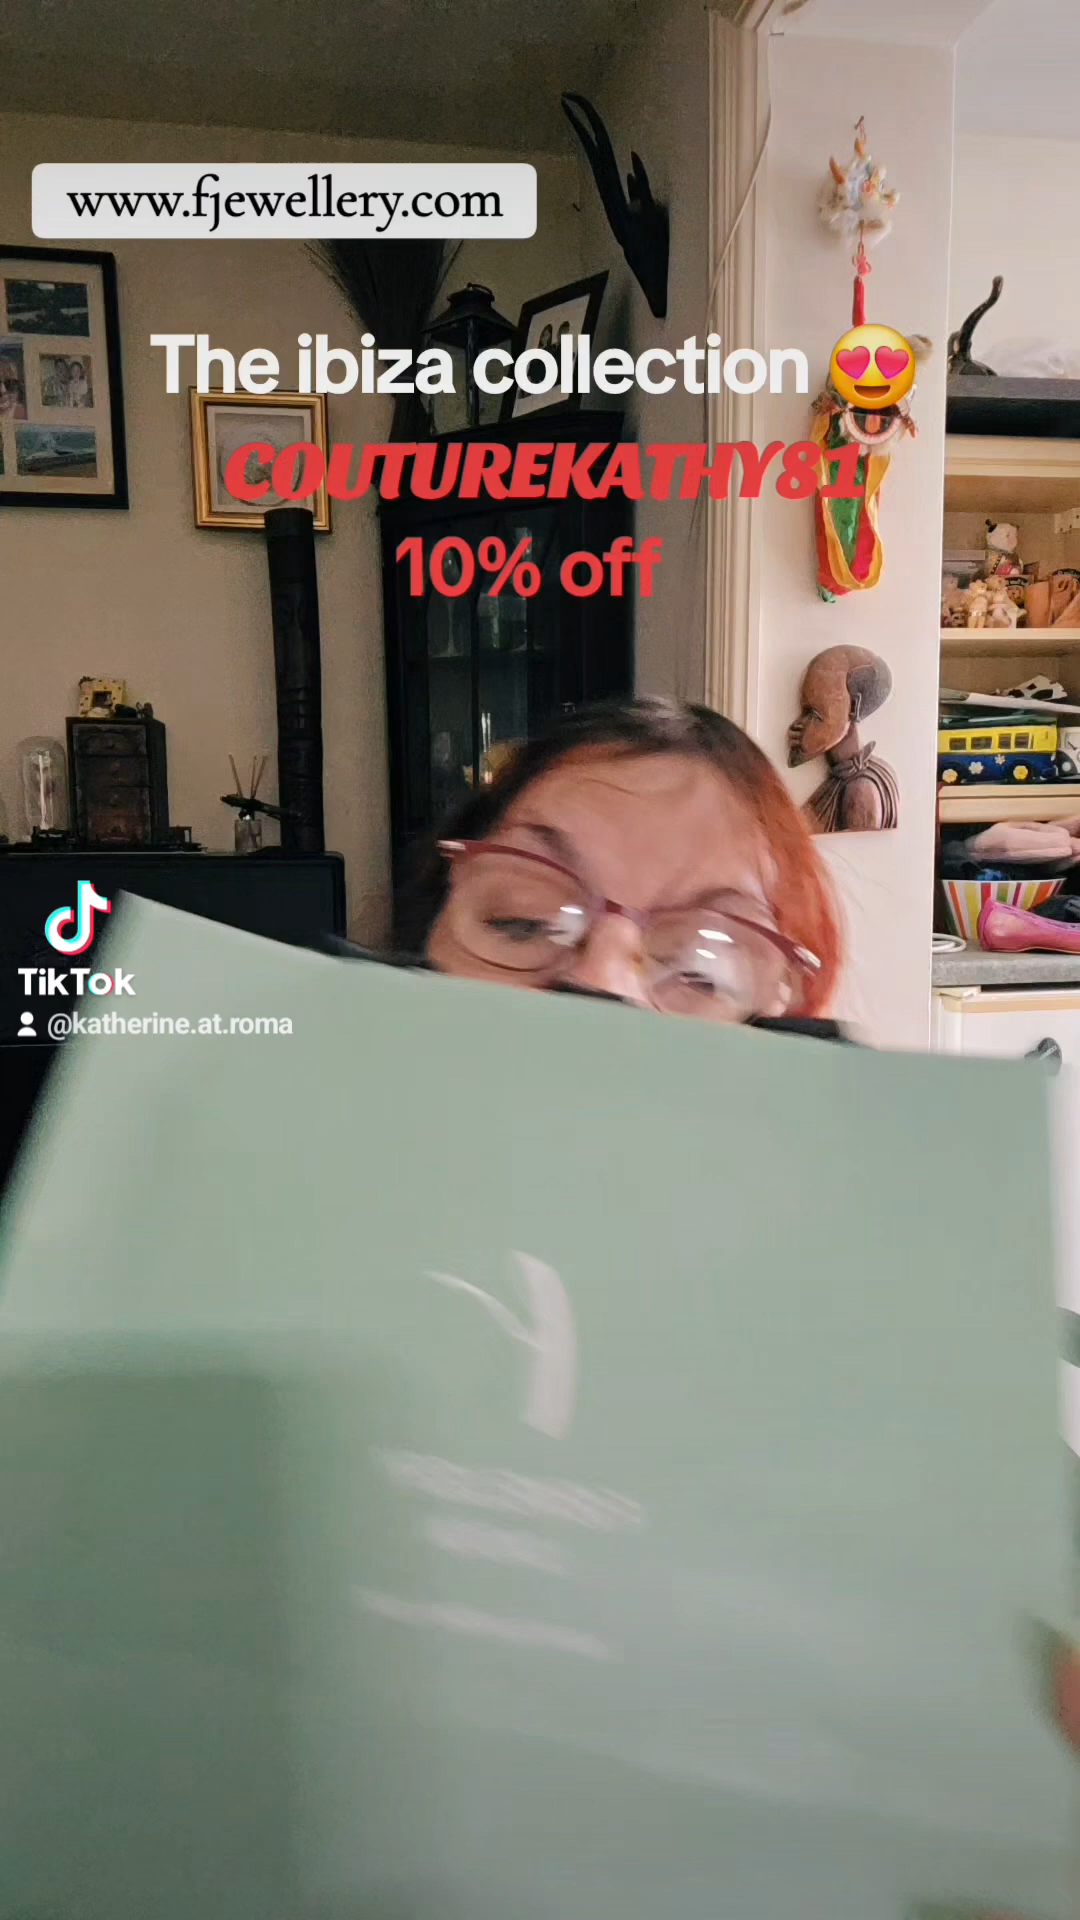 www.fjewellery.com
The ibiza collection 😍
COUTUREKATHY81
10% off
TikTok
@katherine.at.roma